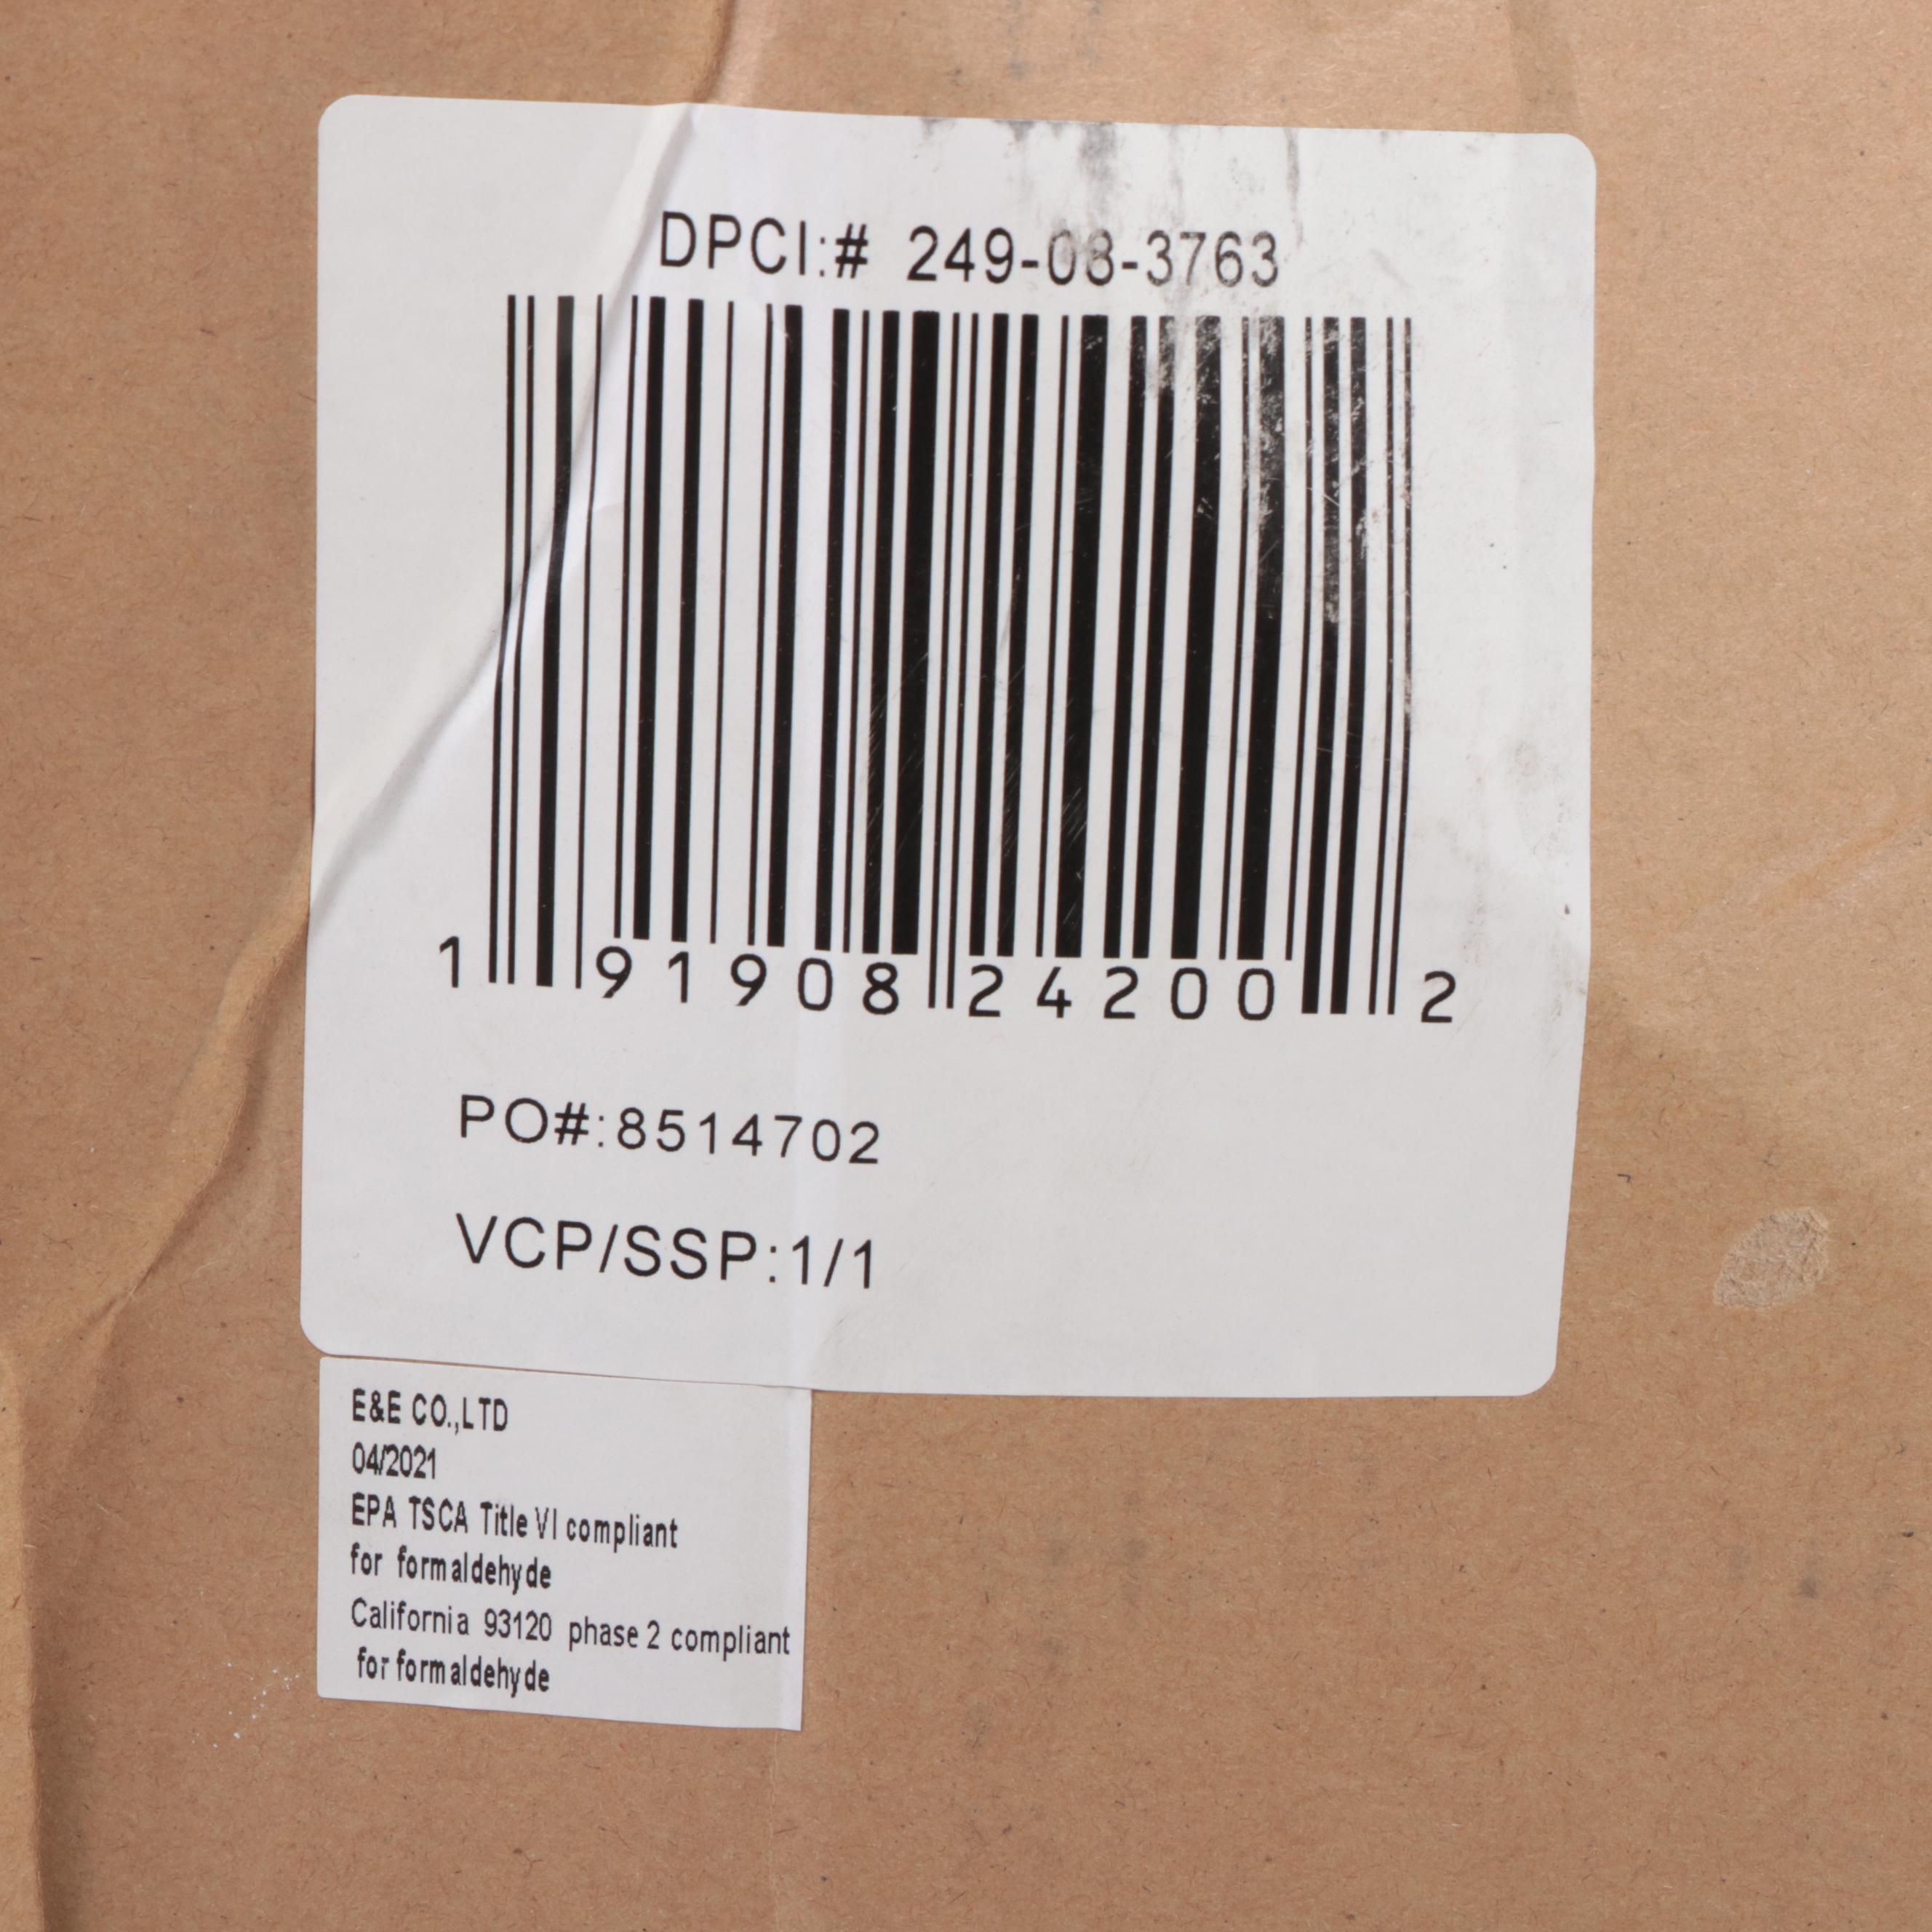 DPCI:# 249-08-3763
1 91908 24200 2
PO#:8514702
VCP/SSP:1/1
E&E CO.,LTD
04/2021
EPA TSCA Title VI compliant
for formaldehyde
California 93120 phase 2 compliant
for formaldehyde